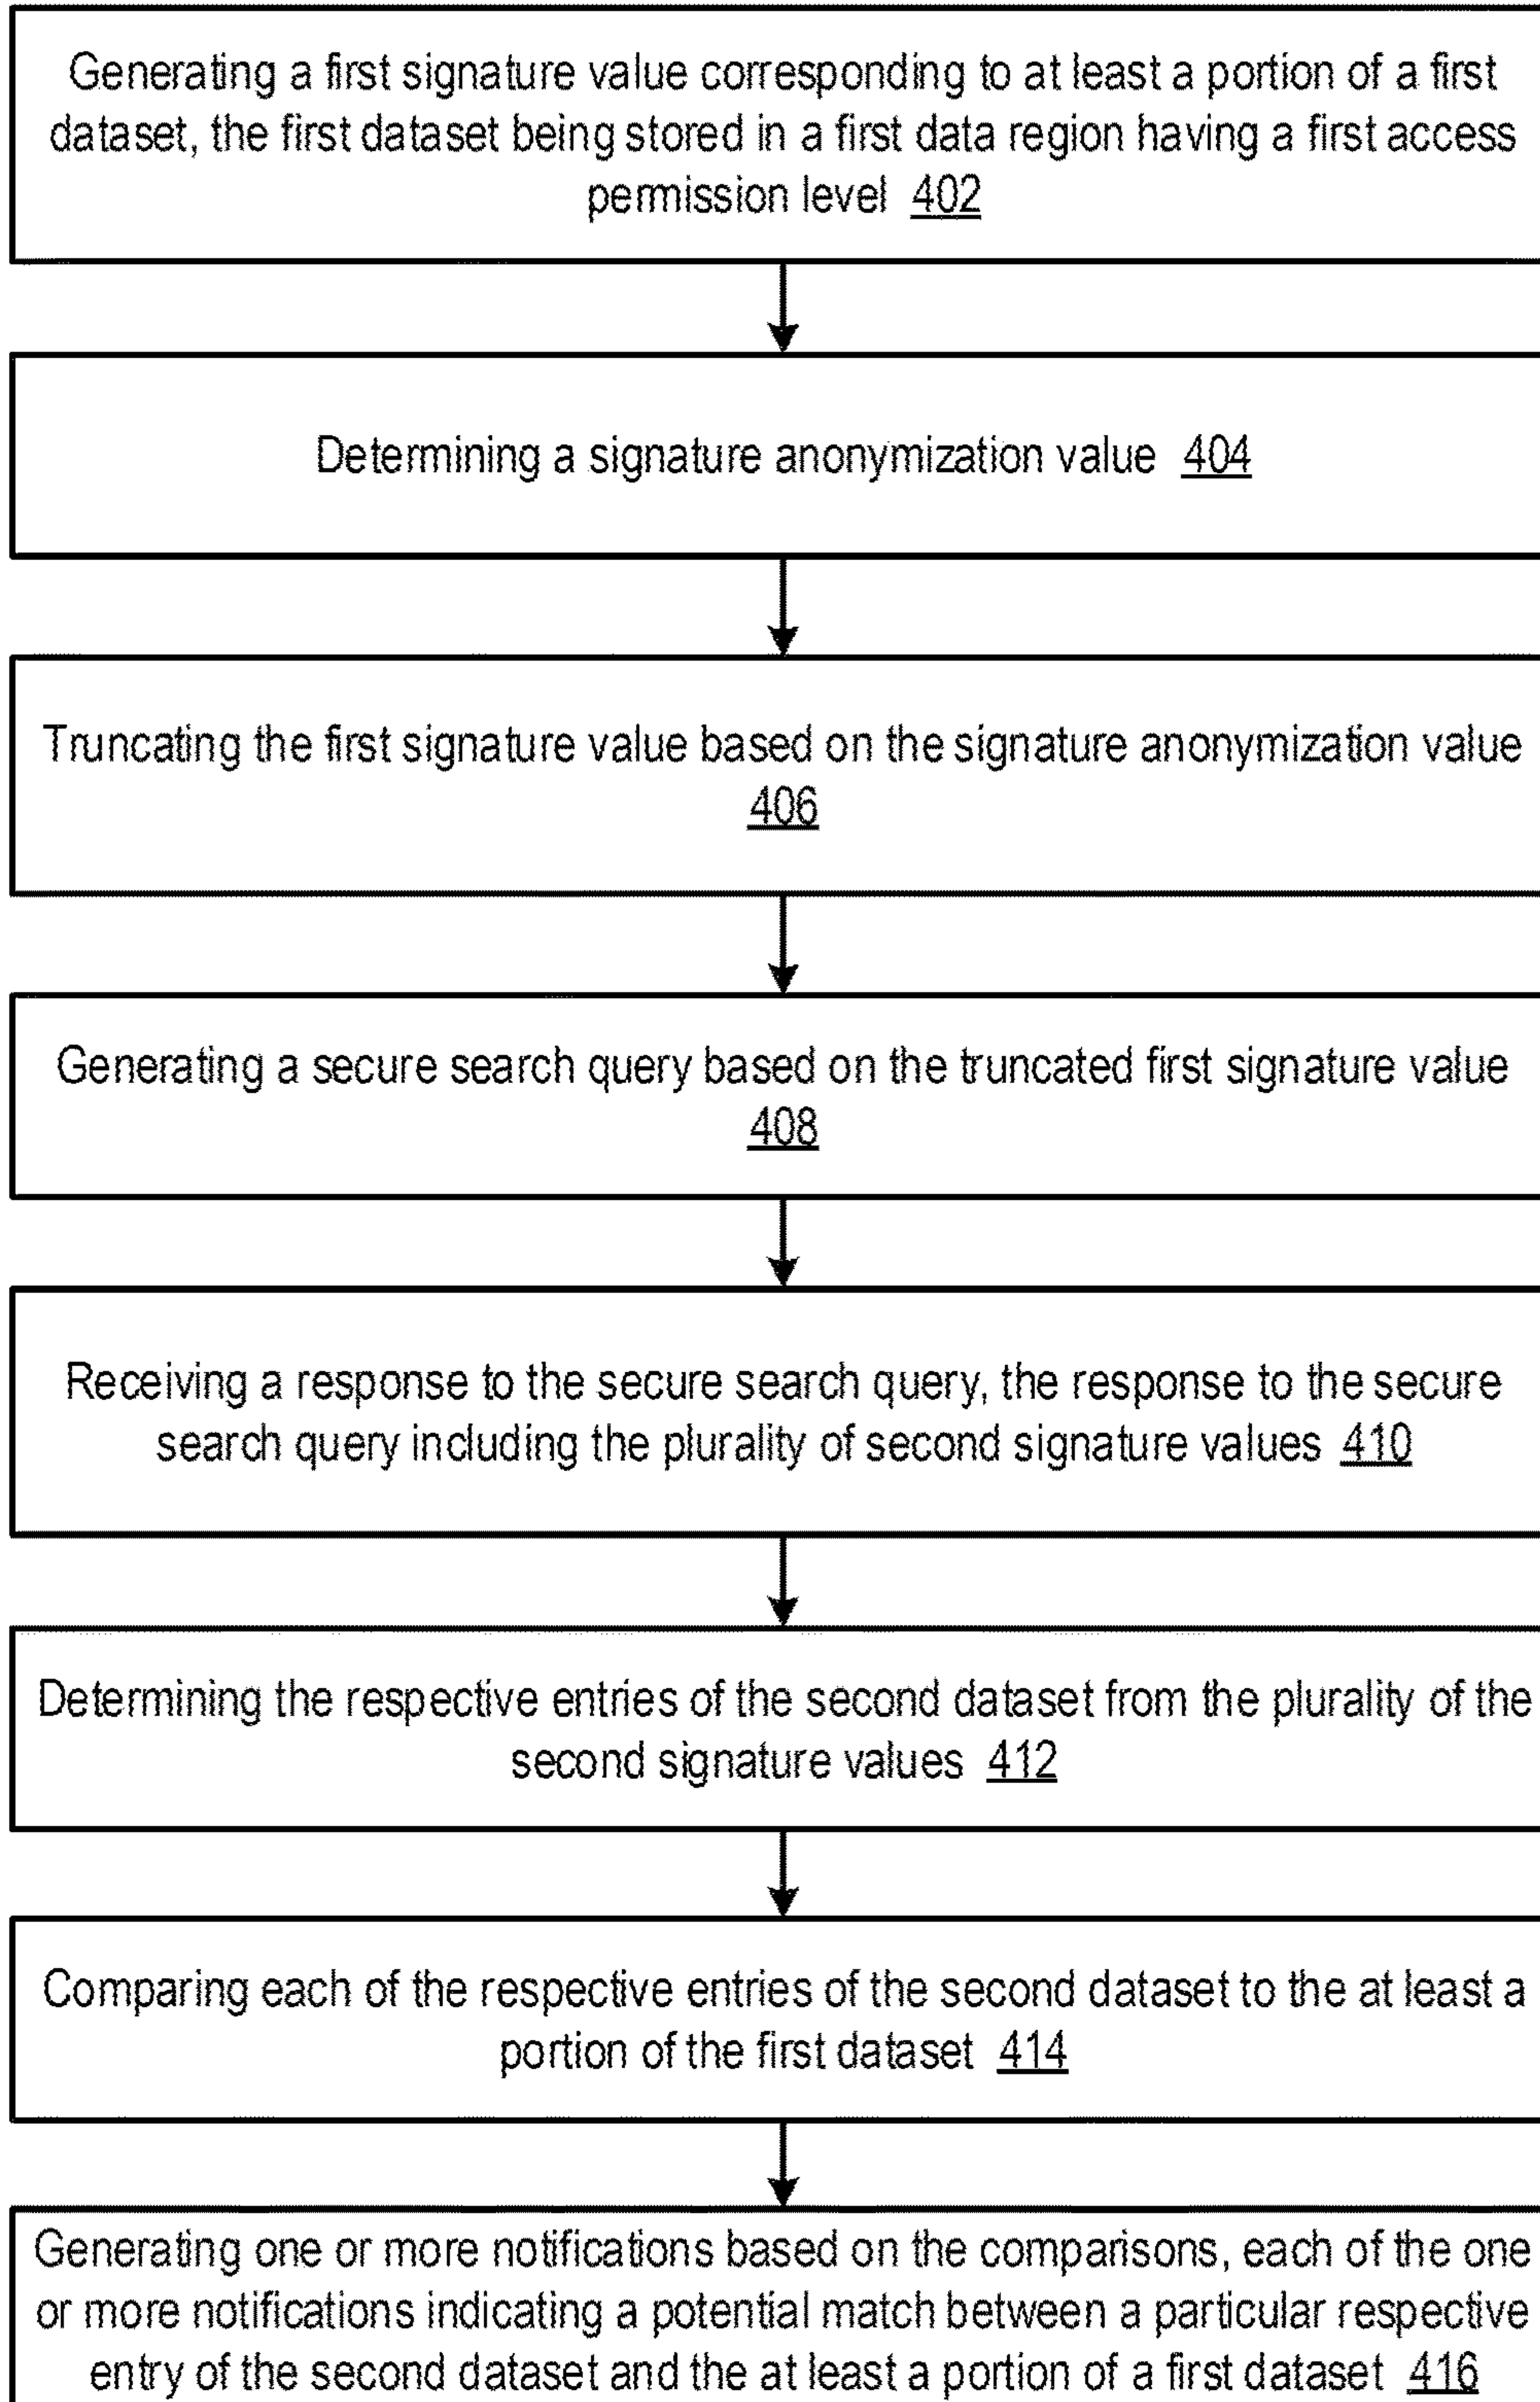 Generating a first signature value corresponding to at least a portion of a first
dataset, the first dataset being stored in a first data region having a first access
permission level 402
Determining a signature anonymization value 404
Truncating the first signature value based on the signature anonymization value
406
Generating a secure search query based on the truncated first signature value
408
Receiving a response to the secure search query, the response to the secure
search query including the plurality of second signature values 410
Determining the respective entries of the second dataset from the plurality of the
second signature values 412
Comparing each of the respective entries of the second dataset to the at least a
portion of the first dataset 414
Generating one or more notifications based on the comparisons, each of the one
or more notifications indicating a potential match between a particular respective
entry of the second dataset and the at least a portion of a first dataset 416